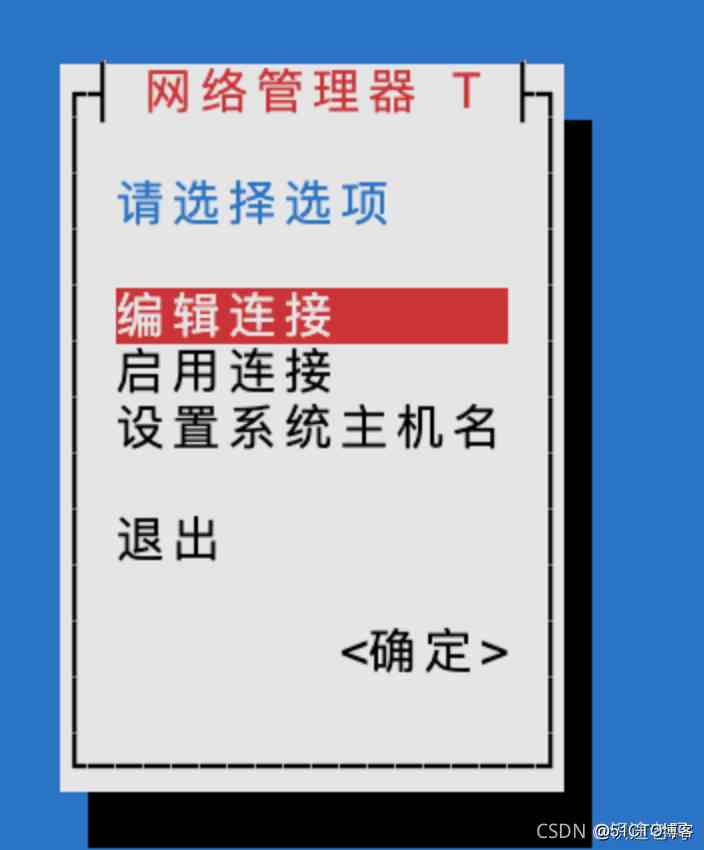 网络管理器 T
请选择选项
编辑连接
启用连接
设置系统主机名
退出
<确定>
CSDN @51CTO博客